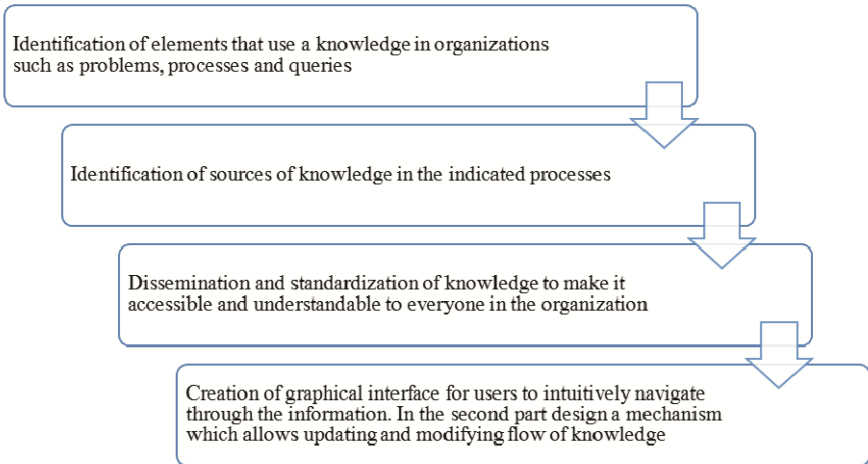 Identification of elements that use a knowledge in organizations
such as problems, processes and queries
Identification of sources of knowledge in the indicated processes
Dissemination and standardization of knowledge to make it
accessible and understandable to everyone in the organization
Creation of graphical interface for users to intuitively navigate
through the information. In the second part design a mechanism
which allows updating and modifying flow of knowledge